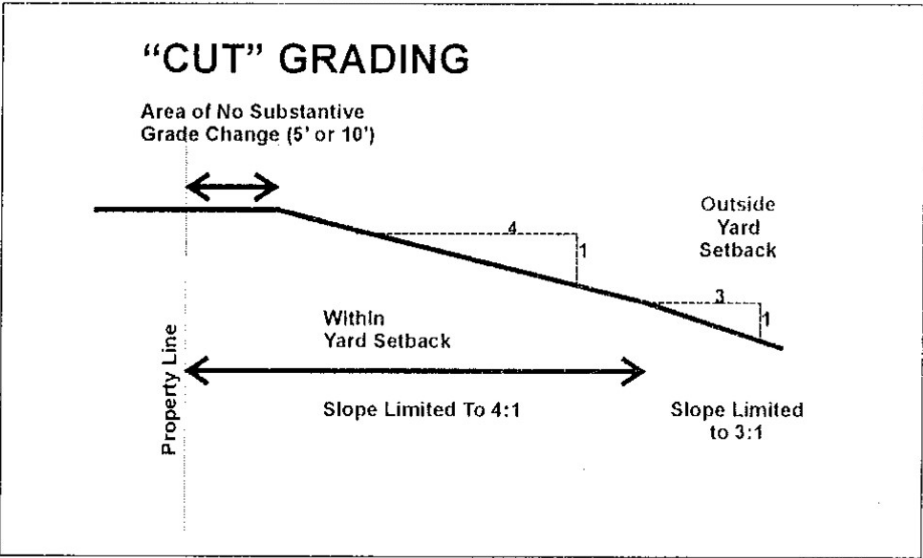 “CUT” GRADING
Area of No Substantive
Grade Change (5' or 10')
Outside
Yard
Setback
4
1
3
1
Within
Yard Setback
Property Line
Slope Limited To 4:1
Slope Limited
to 3:1